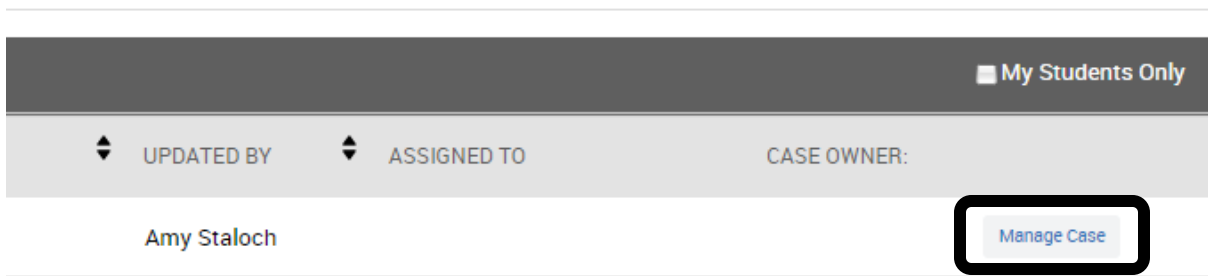 My Students Only
UPDATED BY ASSIGNED TO CASE OWNER:
Amy Staloch Manage Case